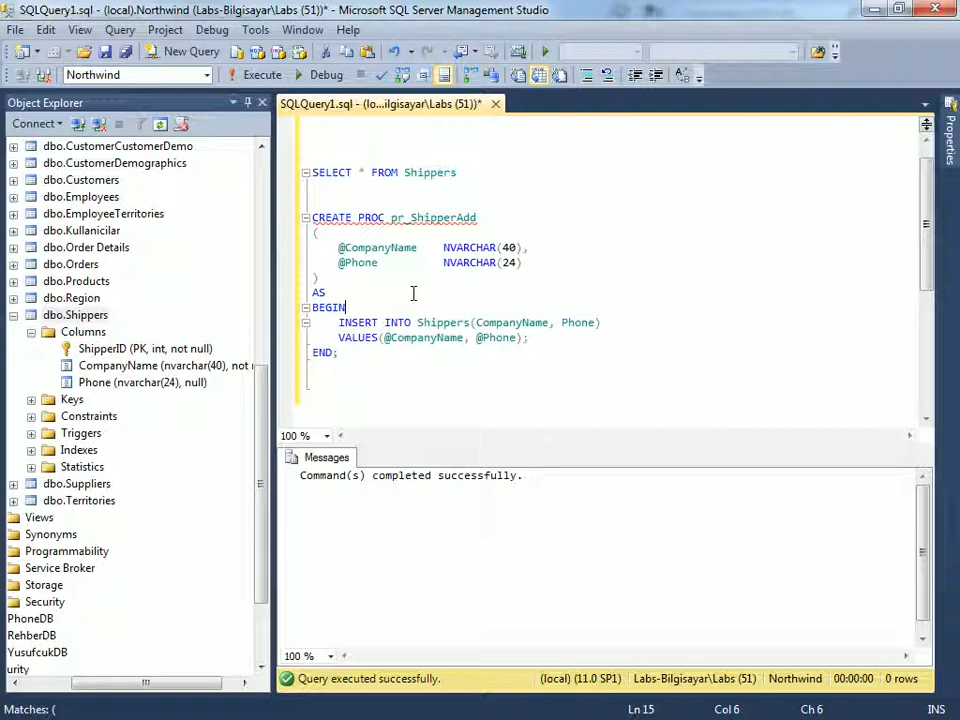 SQLQuery1.sql - (local).Northwind (Labs-Bilgisayar\Labs (51))* - Microsoft SQL Server Management Studio
File Edit View Query Project Debug Tools Window Help
New Query
Northwind Execute Debug
Object Explorer
Connect
dbo.CustomerCustomerDemo
dbo.CustomerDemographics
dbo.Customers
dbo.Employees
dbo.EmployeeTerritories
dbo.Kullanicilar
dbo.Order Details
dbo.Orders
dbo.Products
dbo.Region
dbo.Shippers
Columns
ShipperID (PK, int, not null)
CompanyName (nvarchar(40), not
Phone (nvarchar(24), null)
Keys
Constraints
Triggers
Indexes
Statistics
dbo.Suppliers
dbo.Territories
Views
Synonyms
Programmability
Service Broker
Storage
Security
PhoneDB
RehberDB
YusufcukDB
urity
SQLQuery1.sql - (lo...ilgisayar\Labs (51))*
SELECT * FROM Shippers
CREATE PROC pr_ShipperAdd
(
@CompanyName NVARCHAR(40),
@Phone NVARCHAR(24)
)
AS
BEGIN
INSERT INTO Shippers(CompanyName, Phone)
VALUES(@CompanyName, @Phone);
END;
100 %
Messages
Command(s) completed successfully.
100 %
Query executed successfully. (local) (11.0 SP1) Labs-Bilgisayar\Labs (51) Northwind 00:00:00 0 rows
Properties
Matches: ( Ln 15 Col 6 Ch 6 INS